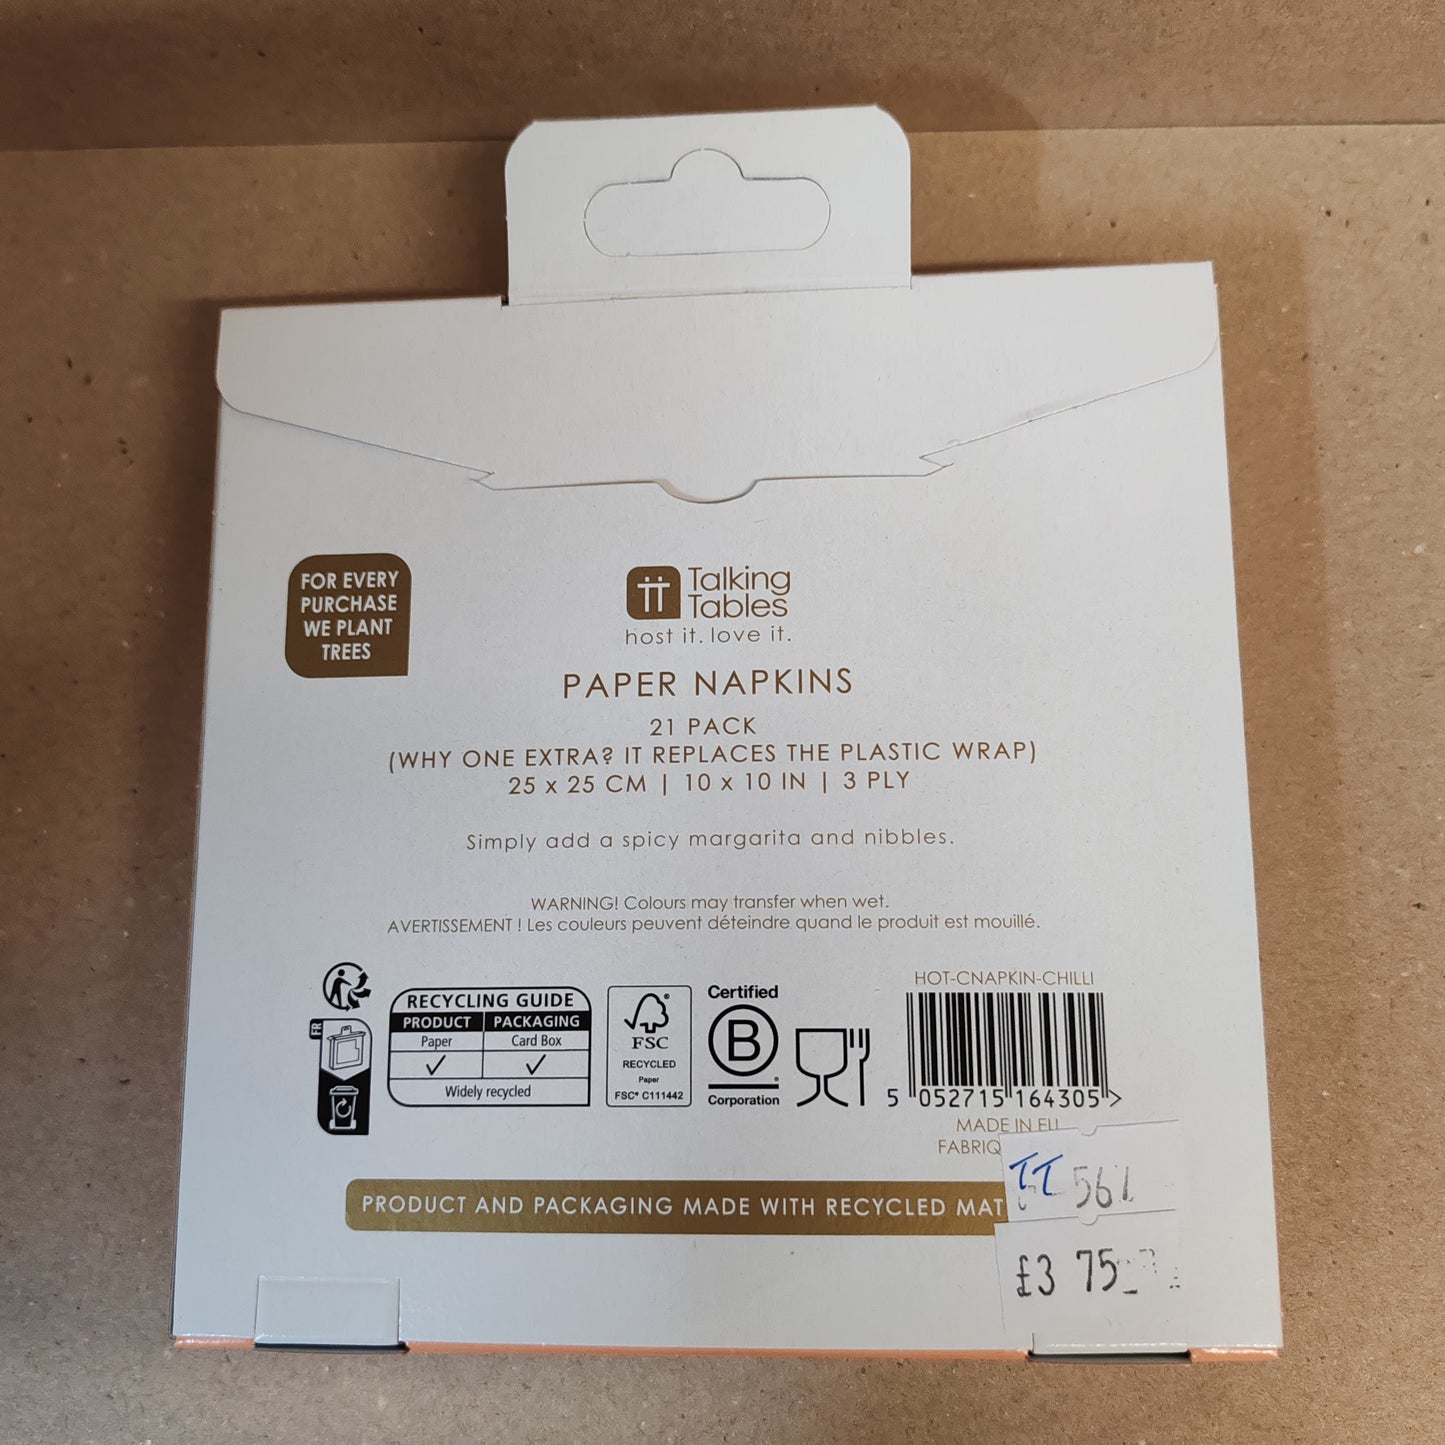 FOR EVERY
PURCHASE
WE PLANT
TREES
Talking
Tables
host it. love it.
PAPER NAPKINS
21 PACK
(WHY ONE EXTRA? IT REPLACES THE PLASTIC WRAP)
25 x 25 CM | 10 x 10 IN | 3 PLY
Simply add a spicy margarita and nibbles.
WARNING! Colours may transfer when wet.
AVERTISSEMENT ! Les couleurs peuvent déteindre quand le produit est mouillé.
FR
RECYCLING GUIDE
PRODUCT PACKAGING
Paper Card Box
Widely recycled
FSC
RECYCLED
Paper
FSC® C111442
Certified
B
Corporation
HOT-CNAPKIN-CHILLI
5 052715 164305 >
MADE IN EU
PRODUCT AND PACKAGING MADE WITH RECYCLED
TT
£3 75